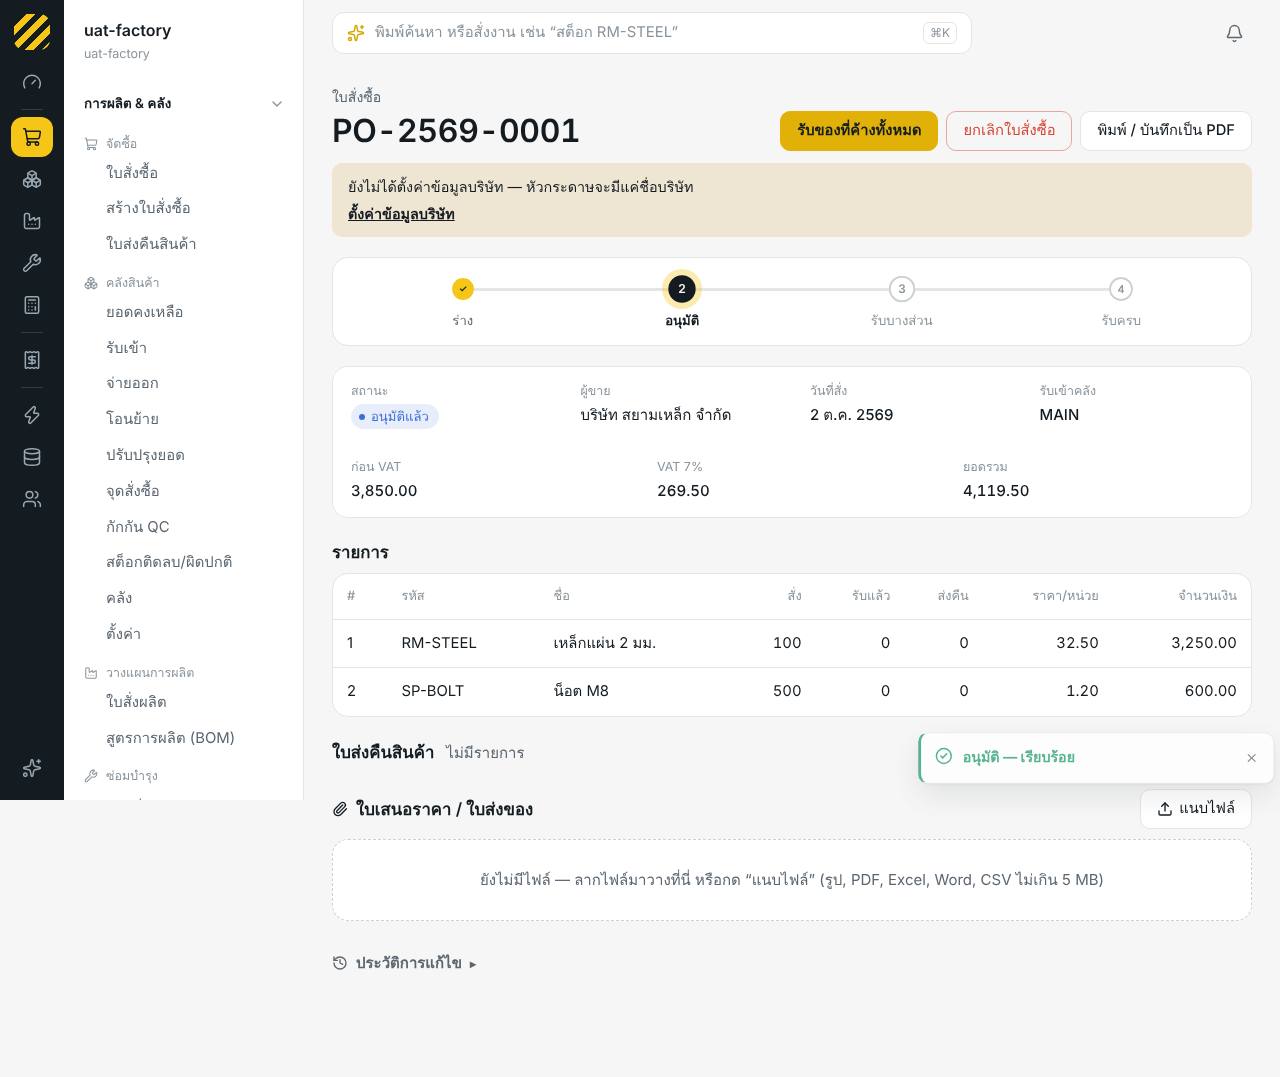 uat-factory
uat-factory
การผลิต & คลัง
จัดซื้อ
ใบสั่งซื้อ
สร้างใบสั่งซื้อ
ใบส่งคืนสินค้า
คลังสินค้า
ยอดคงเหลือ
รับเข้า
จ่ายออก
โอนย้าย
ปรับปรุงยอด
จุดสั่งซื้อ
กักกัน QC
สต็อกติดลบ/ผิดปกติ
คลัง
ตั้งค่า
วางแผนการผลิต
ใบสั่งผลิต
สูตรการผลิต (BOM)
ซ่อมบำรุง
พิมพ์ค้นหา หรือสั่งงาน เช่น “สต็อก RM-STEEL”
⌘K
ใบสั่งซื้อ
PO-2569-0001
รับของที่ค้างทั้งหมด
ยกเลิกใบสั่งซื้อ
พิมพ์ / บันทึกเป็น PDF
ยังไม่ได้ตั้งค่าข้อมูลบริษัท — หัวกระดาษจะมีแค่ชื่อบริษัท
ตั้งค่าข้อมูลบริษัท
2 3 4
ร่าง อนุมัติ รับบางส่วน รับครบ
สถานะ ผู้ขาย วันที่สั่ง รับเข้าคลัง
อนุมัติแล้ว บริษัท สยามเหล็ก จำกัด 2 ต.ค. 2569 MAIN
ก่อน VAT VAT 7% ยอดรวม
3,850.00 269.50 4,119.50
รายการ
# รหัส ชื่อ สั่ง รับแล้ว ส่งคืน ราคา/หน่วย จำนวนเงิน
1 RM-STEEL เหล็กแผ่น 2 มม. 100 0 0 32.50 3,250.00
2 SP-BOLT น็อต M8 500 0 0 1.20 600.00
ใบส่งคืนสินค้า ไม่มีรายการ
อนุมัติ — เรียบร้อย
ใบเสนอราคา / ใบส่งของ
แนบไฟล์
ยังไม่มีไฟล์ — ลากไฟล์มาวางที่นี่ หรือกด “แนบไฟล์” (รูป, PDF, Excel, Word, CSV ไม่เกิน 5 MB)
ประวัติการแก้ไข ▸